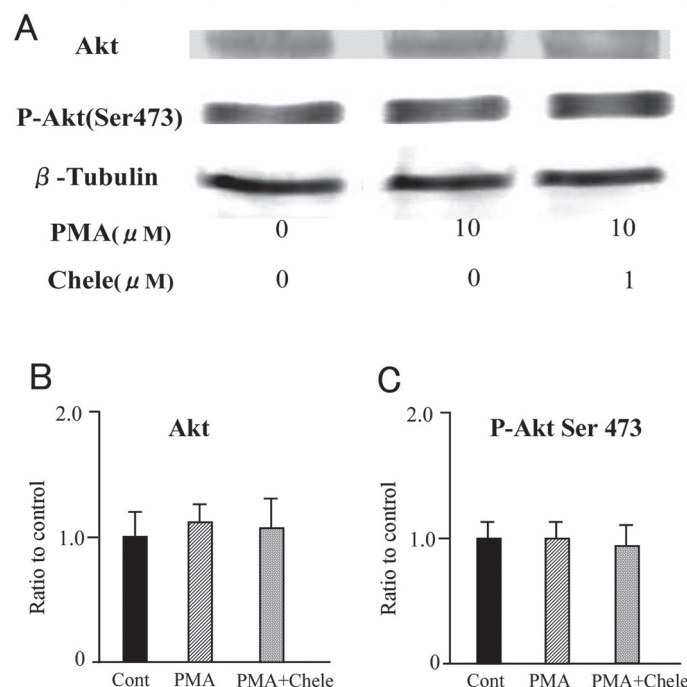 A
Akt
P-Akt(Ser473)
β-Tubulin
PMA(μM) 0 10 10
Chele(μM) 0 0 1
B
2.0
Akt
1.0
0
Ratio to control
Cont PMA PMA+Chele
C
2.0
P-Akt Ser 473
1.0
0
Ratio to control
Cont PMA PMA+Chele